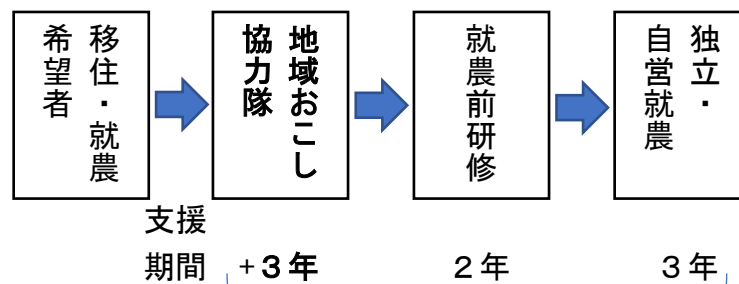 移住・就農
希望者
地域おこし
協力隊
就農前研修
独立・
自営就農
支援
期間 +3年 2年 3年